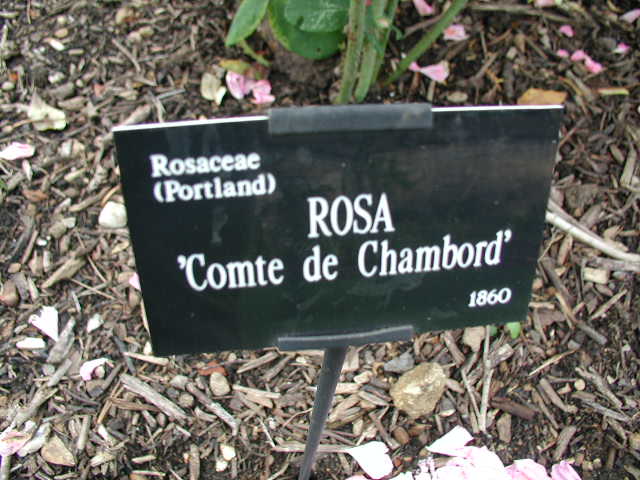 Rosaceae
(Portland)
ROSA
'Comte de Chambord'
1860